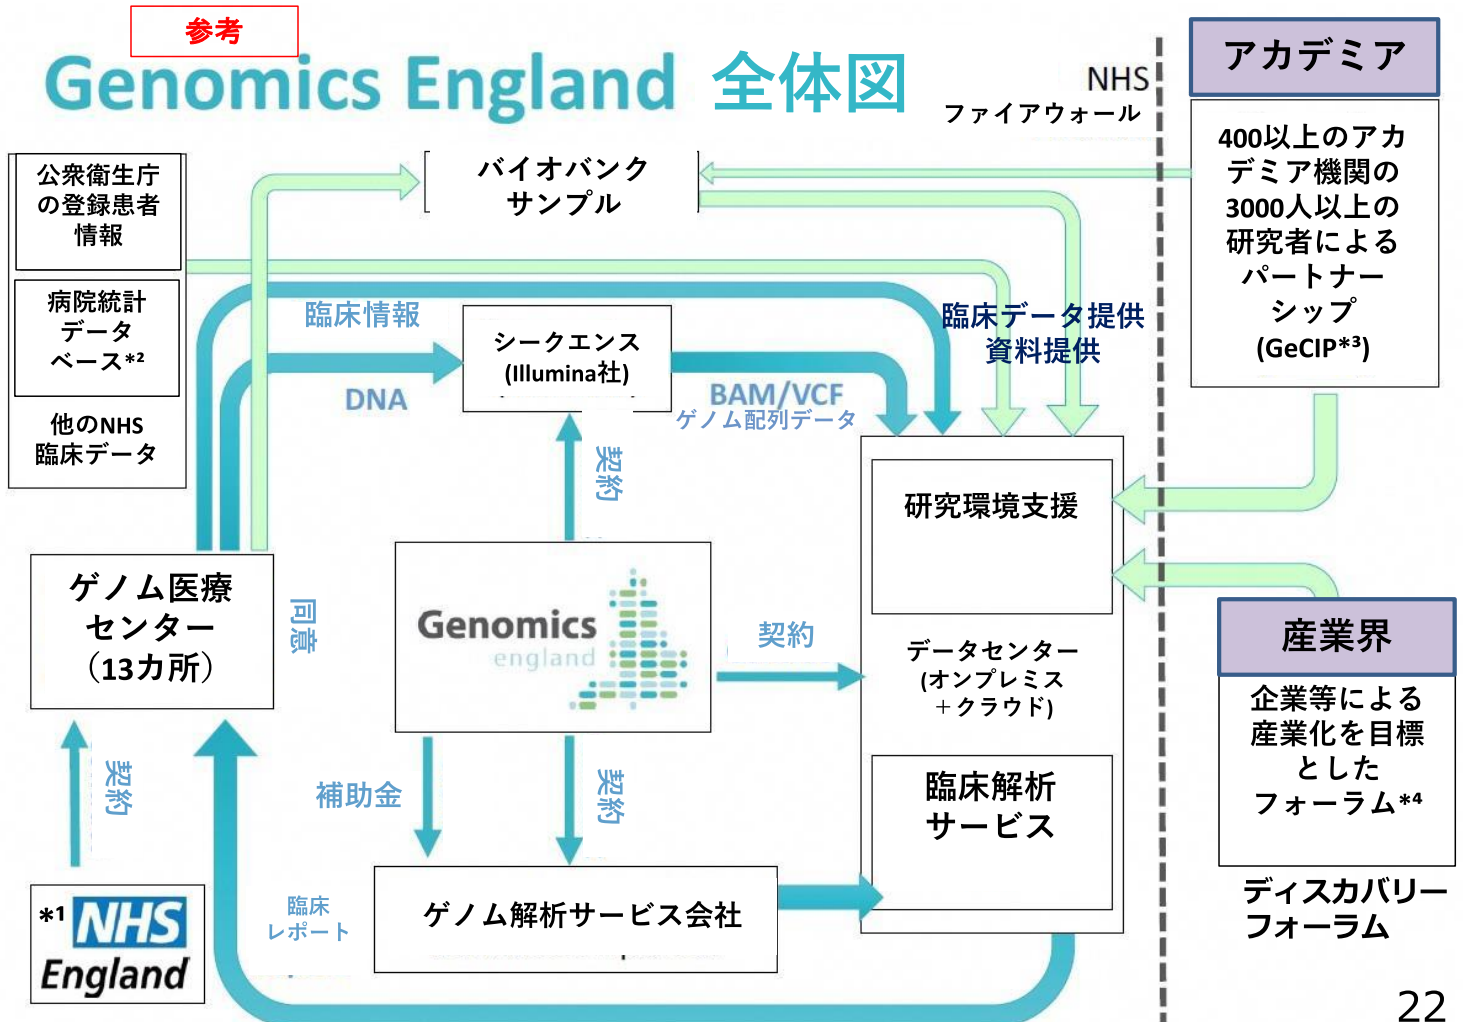 参考
Genomics England 全体図
NHS
ファイアウォール
アカデミア
400以上のアカ
デミア機関の
3000人以上の
研究者による
パートナー
シップ
(GeCIP*³)
公衆衛生庁
の登録患者
情報
病院統計
データ
ベース*²
他のNHS
臨床データ
バイオバンク
サンプル
臨床情報
DNA
シークエンス
(Illumina社)
BAM/VCF
ゲノム配列データ
臨床データ提供
資料提供
契約
研究環境支援
データセンター
(オンプレミス
+クラウド)
臨床解析
サービス
ゲノム医療
センター
（13カ所）
同意
Genomics
england
契約
産業界
企業等による
産業化を目標
とした
フォーラム*⁴
ディスカバリー
フォーラム
契約
補助金
契約
*¹ NHS
England
臨床
レポート
ゲノム解析サービス会社
22